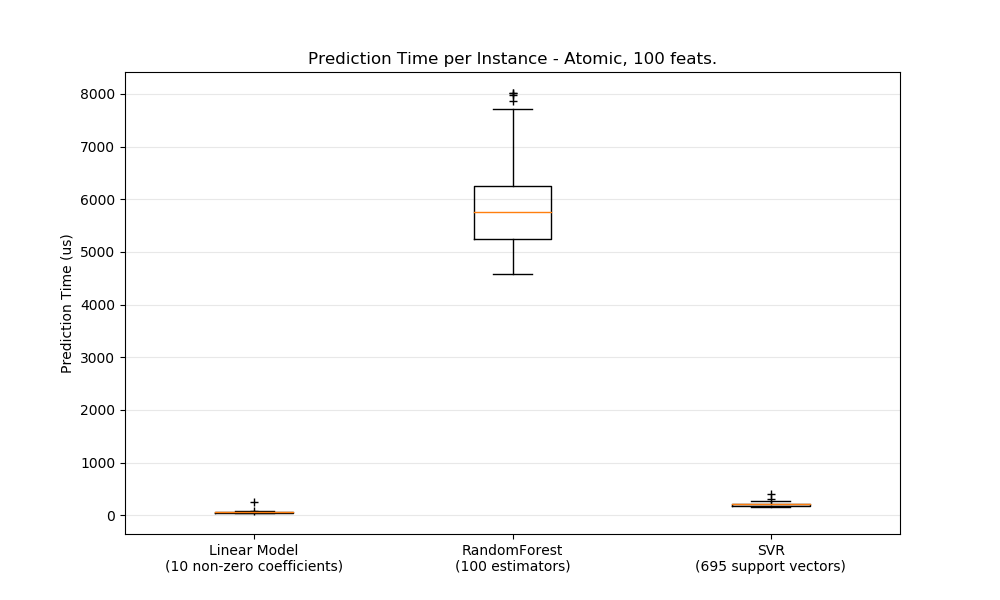 Prediction Time per Instance - Atomic, 100 feats.
Prediction Time (us)
8000
7000
6000
5000
4000
3000
2000
1000
0
Linear Model
(10 non-zero coefficients)
RandomForest
(100 estimators)
SVR
(695 support vectors)